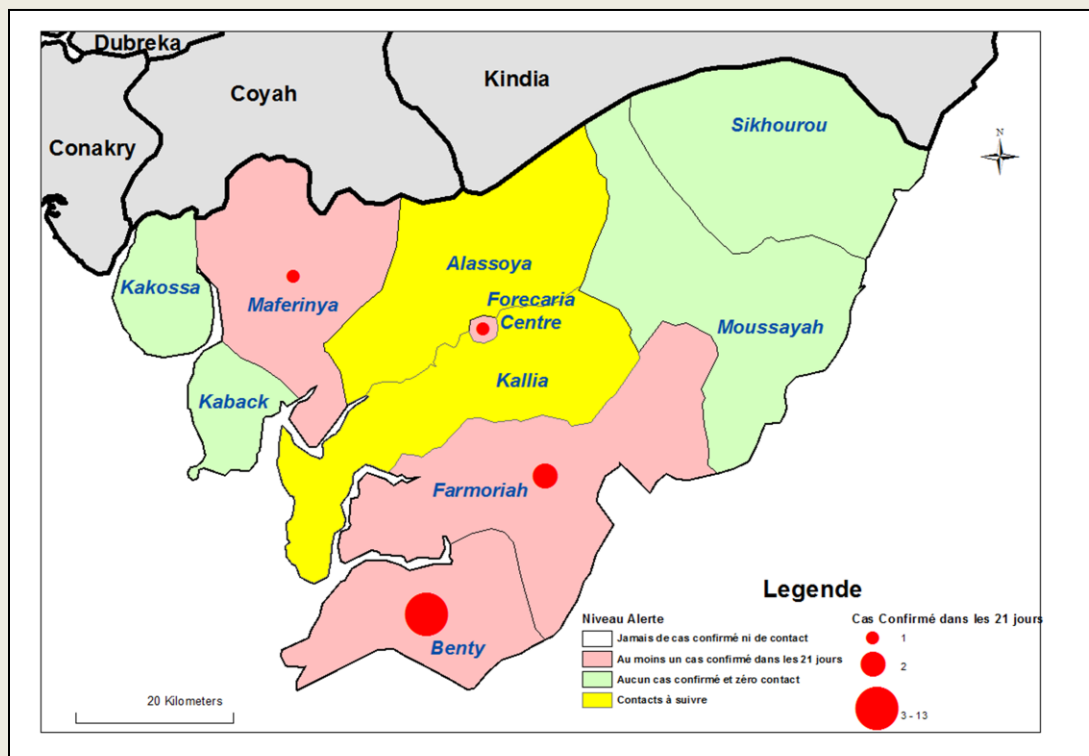 Dubreka
Coyah
Kindia
Conakry
Sikhourou
N
Alassoya
Kakossa
Maferinya
Forecaria
Centre
Moussayah
Kallia
Kaback
Farmoriah
Benty
Legende
Niveau Alerte
Jamais de cas confirmé ni de contact
Au moins un cas confirmé dans les 21 jours
Aucun cas confirmé et zéro contact
Contacts à suivre
Cas Confirmé dans les 21 jours
1
2
3 - 13
20 Kilometers